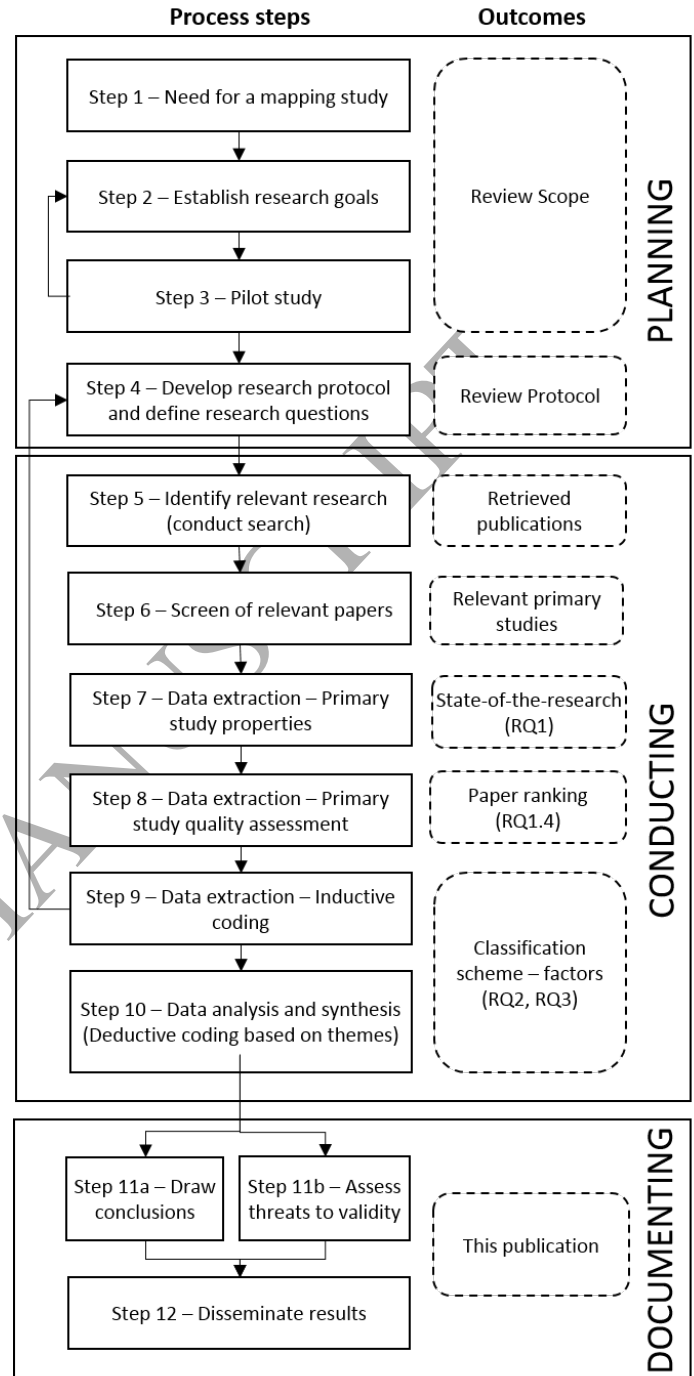 Process steps
Outcomes
Step 1 – Need for a mapping study
Step 2 – Establish research goals
Step 3 – Pilot study
Review Scope
Step 4 – Develop research protocol
and define research questions
Review Protocol
PLANNING
Step 5 – Identify relevant research
(conduct search)
Retrieved
publications
Step 6 – Screen of relevant papers
Relevant primary
studies
Step 7 – Data extraction – Primary
study properties
State-of-the-research
(RQ1)
Step 8 – Data extraction – Primary
study quality assessment
Paper ranking
(RQ1.4)
Step 9 – Data extraction – Inductive
coding
Step 10 – Data analysis and synthesis
(Deductive coding based on themes)
Classification
scheme – factors
(RQ2, RQ3)
CONDUCTING
Step 11a – Draw
conclusions
Step 11b – Assess
threats to validity
Step 12 – Disseminate results
This publication
DOCUMENTING